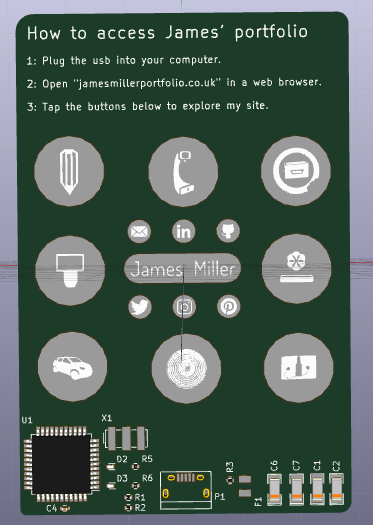 How to access James' portfolio
1: Plug the usb into your computer.
2: Open "jamesmillerportfolio.co.uk" in a web browser.
3: Tap the buttons below to explore my site.
in
James Miller
U1
X1
D2 R5
D3 R6
R1
R2
C4
P1
R3
F1
C6
C7
C1
C2